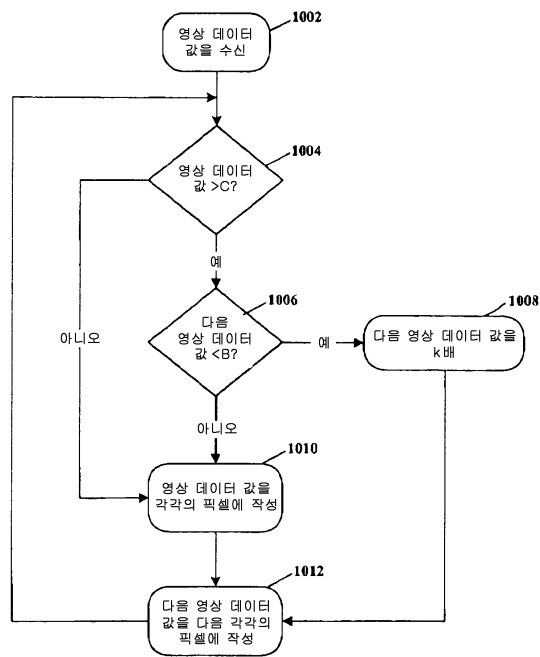 1002
영상 데이터
값을 수신
1004
영상 데이터
값 >C?
예
1006
다음
영상 데이터
값 <B?
1008
다음 영상 데이터 값을
k배
예
아니오
아니오
1010
영상 데이터 값을
각각의 픽셀에 작성
1012
다음 영상 데이터
값을 다음 각각의
픽셀에 작성